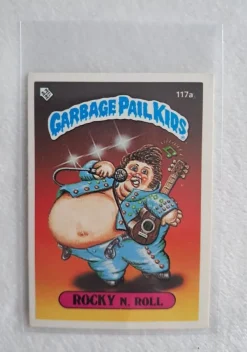 117a
GARBAGE PAIL KIDS
ROCKY N. ROLL